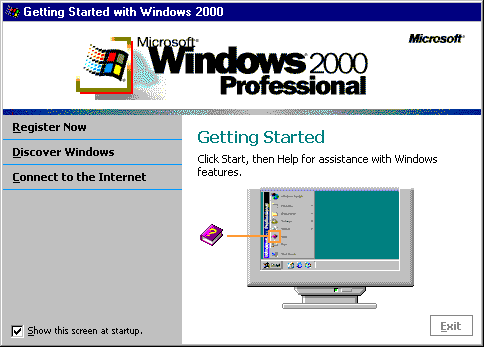 Getting Started with Windows 2000
Microsoft
Microsoft
Windows 2000
Professional
Register Now
Discover Windows
Connect to the Internet
Getting Started
Click Start, then Help for assistance with Windows
features.
Show this screen at startup.
Exit